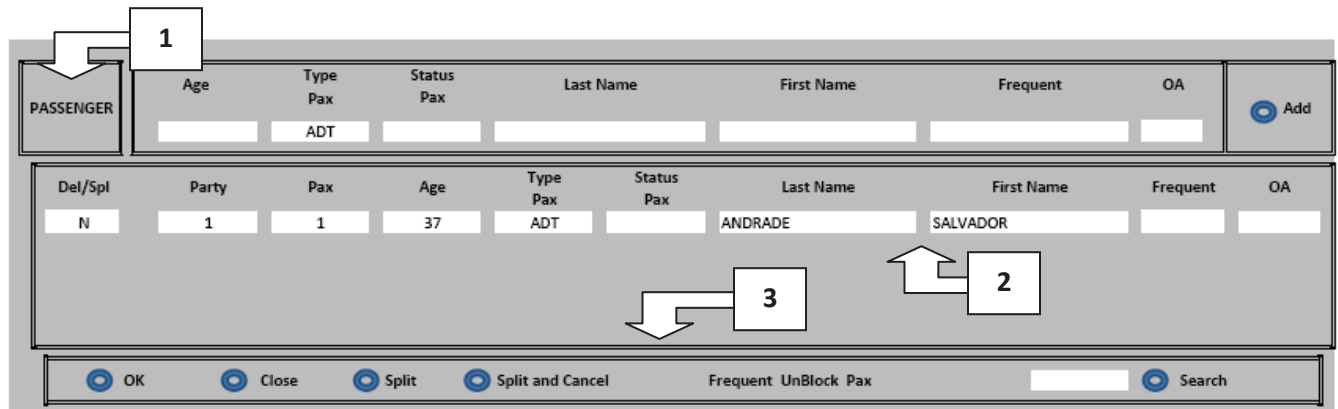 1
PASSENGER
Age Type Pax Status Pax Last Name First Name Frequent OA
ADT
Add
Del/Spl Party Pax Age Type Pax Status Pax Last Name First Name Frequent OA
N 1 1 37 ADT ANDRADE SALVADOR
2
3
OK Close Split Split and Cancel Frequent UnBlock Pax Search